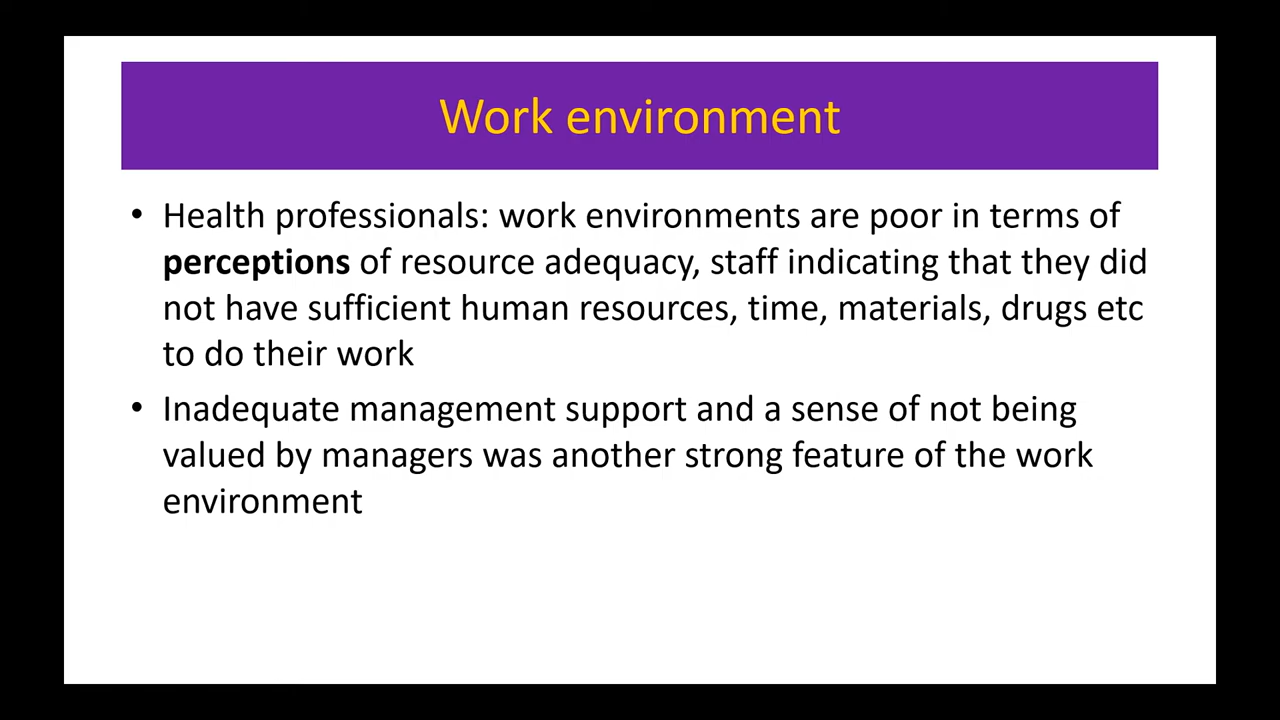 Work environment
• Health professionals: work environments are poor in terms of
perceptions of resource adequacy, staff indicating that they did
not have sufficient human resources, time, materials, drugs etc
to do their work
• Inadequate management support and a sense of not being
valued by managers was another strong feature of the work
environment